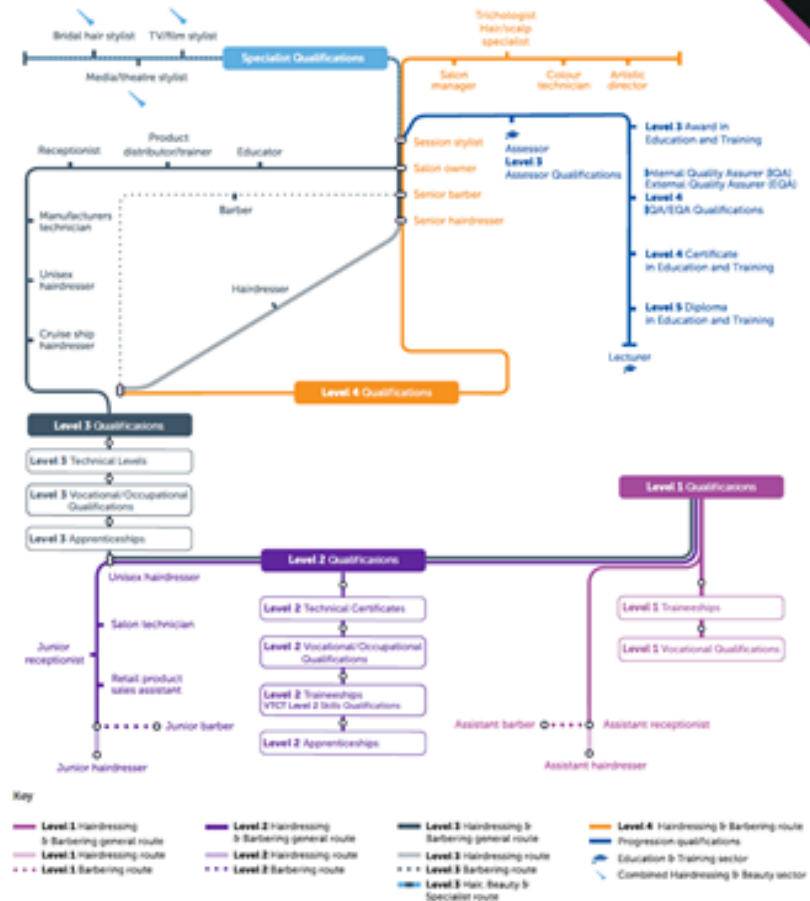 Trichologist
Hair/scalp
specialist
Bridal hair stylist
TV/film stylist
Specialist Qualifications
Media/theatre stylist
Salon
manager
Colour
technician
Artistic
director
Session stylist
Assessor
Level 3
Assessor Qualifications
Level 3 Award in
Education and Training
Receptionist
Product
distributor/trainer
Educator
Salon owner
Internal Quality Assurer (IQA)
External Quality Assurer (EQA)
Level 4
IQA/EQA Qualifications
Senior barber
Barber
Senior hairdresser
Manufacturers
technician
Level 4 Certificate
in Education and Training
Unisex
hairdresser
Hairdresser
Level 5 Diploma
in Education and Training
Cruise ship
hairdresser
Lecturer
Level 4 Qualifications
Level 3 Qualifications
Level 3 Technical Levels
Level 3 Vocational/Occupational
Qualifications
Level 3 Apprenticeships
Level 1 Qualifications
Level 2 Qualifications
Unisex hairdresser
Level 2 Technical Certificates
Level 1 Traineeships
Salon technician
Junior
receptionist
Level 2 Vocational/Occupational
Qualifications
Level 1 Vocational Qualifications
Retail product
sales assistant
Level 2 Traineeships
VTCT Level 2 Skills Qualifications
Junior barber
Assistant barber
Assistant receptionist
Level 2 Apprenticeships
Junior hairdresser
Assistant hairdresser
Key
Level 1 Hairdressing
& Barbering general route
Level 1 Hairdressing route
Level 1 Barbering route
Level 2 Hairdressing
& Barbering general route
Level 2 Hairdressing route
Level 2 Barbering route
Level 3 Hairdressing &
Barbering general route
Level 3 Hairdressing route
Level 3 Barbering route
Level 3 Hair, Beauty &
Specialist route
Level 4 Hairdressing & Barbering route
Progression qualifications
Education & Training sector
Combined Hairdressing & Beauty sector